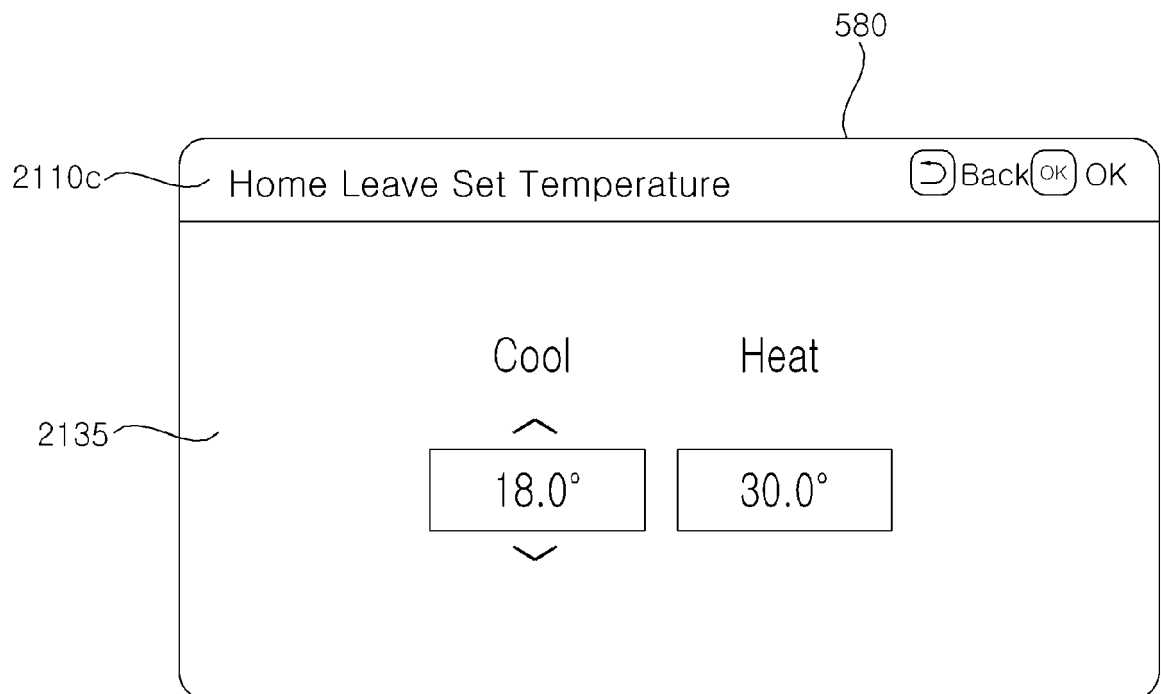 580
2110c
Home Leave Set Temperature
Back OK OK
Cool Heat
2135
18.0° 30.0°